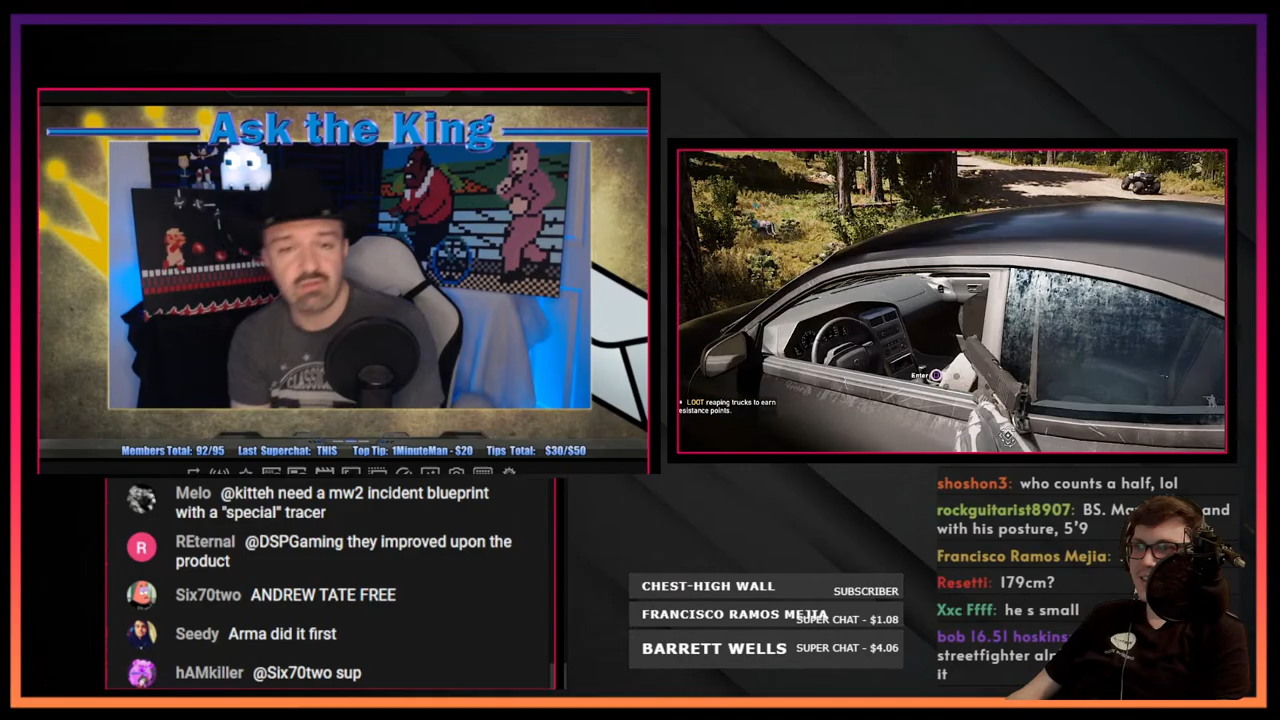 Ask the King
Members Total: 92/95 Last Superchat: THIS Top Tip: 1MinuteMan - $20 Tips Total: $30/$50
Enter
• LOOT reaping trucks to earn
esistance points.
Melo @kitteh need a mw2 incident blueprint
with a "special" tracer
R REternal @DSPGaming they improved upon the
product
Six70two ANDREW TATE FREE
Seedy Arma did it first
hAMkiller @Six70two sup
CHEST-HIGH WALL SUBSCRIBER
FRANCISCO RAMOS MEJIA SUPER CHAT - $1.08
BARRETT WELLS SUPER CHAT - $4.06
shoshon3: who counts a half, lol
rockguitarist8907: BS. and
with his posture, 5'9
Francisco Ramos Mejia:
Resetti: 179cm?
Xxc Ffff: he s small
bob 16.51 hoskins:
streetfighter
it
CLASSIC